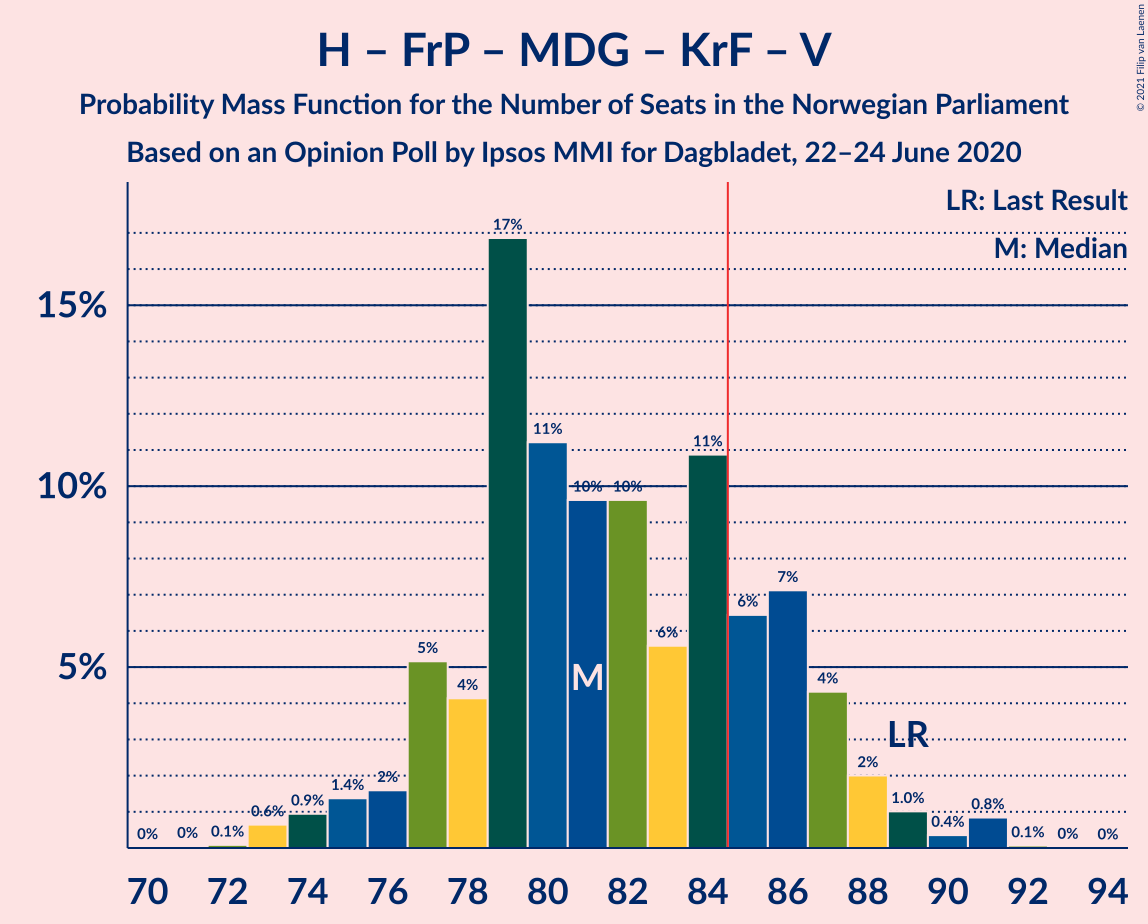 H – FrP – MDG – KrF – V
Probability Mass Function for the Number of Seats in the Norwegian Parliament
Based on an Opinion Poll by Ipsos MMI for Dagbladet, 22–24 June 2020
© 2021 Filip van Laenen
LR: Last Result
M: Median
15%
10%
5%
0% 0% 0.1% 0.6% 0.9% 1.4% 2% 5% 4% 17% 11% 10% 10% 6% 11% 6% 7% 4% 2% 1.0% 0.4% 0.8% 0.1% 0% 0%
M
LR
70 72 74 76 78 80 82 84 86 88 90 92 94